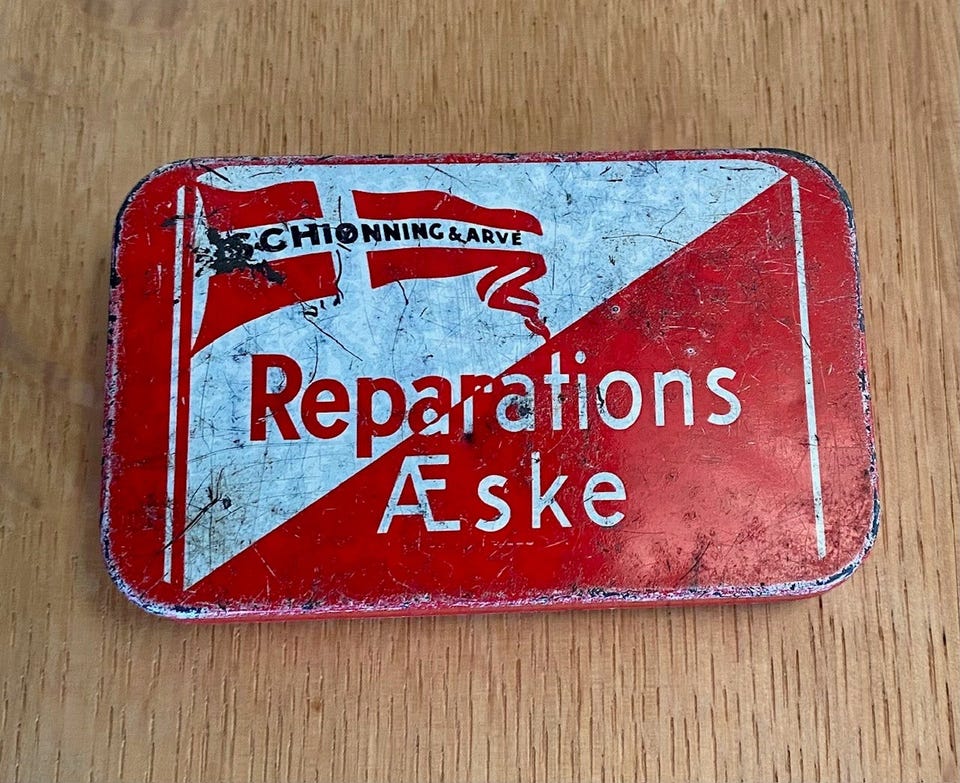 SCHIØNNING & ARVE
Reparations
Æske